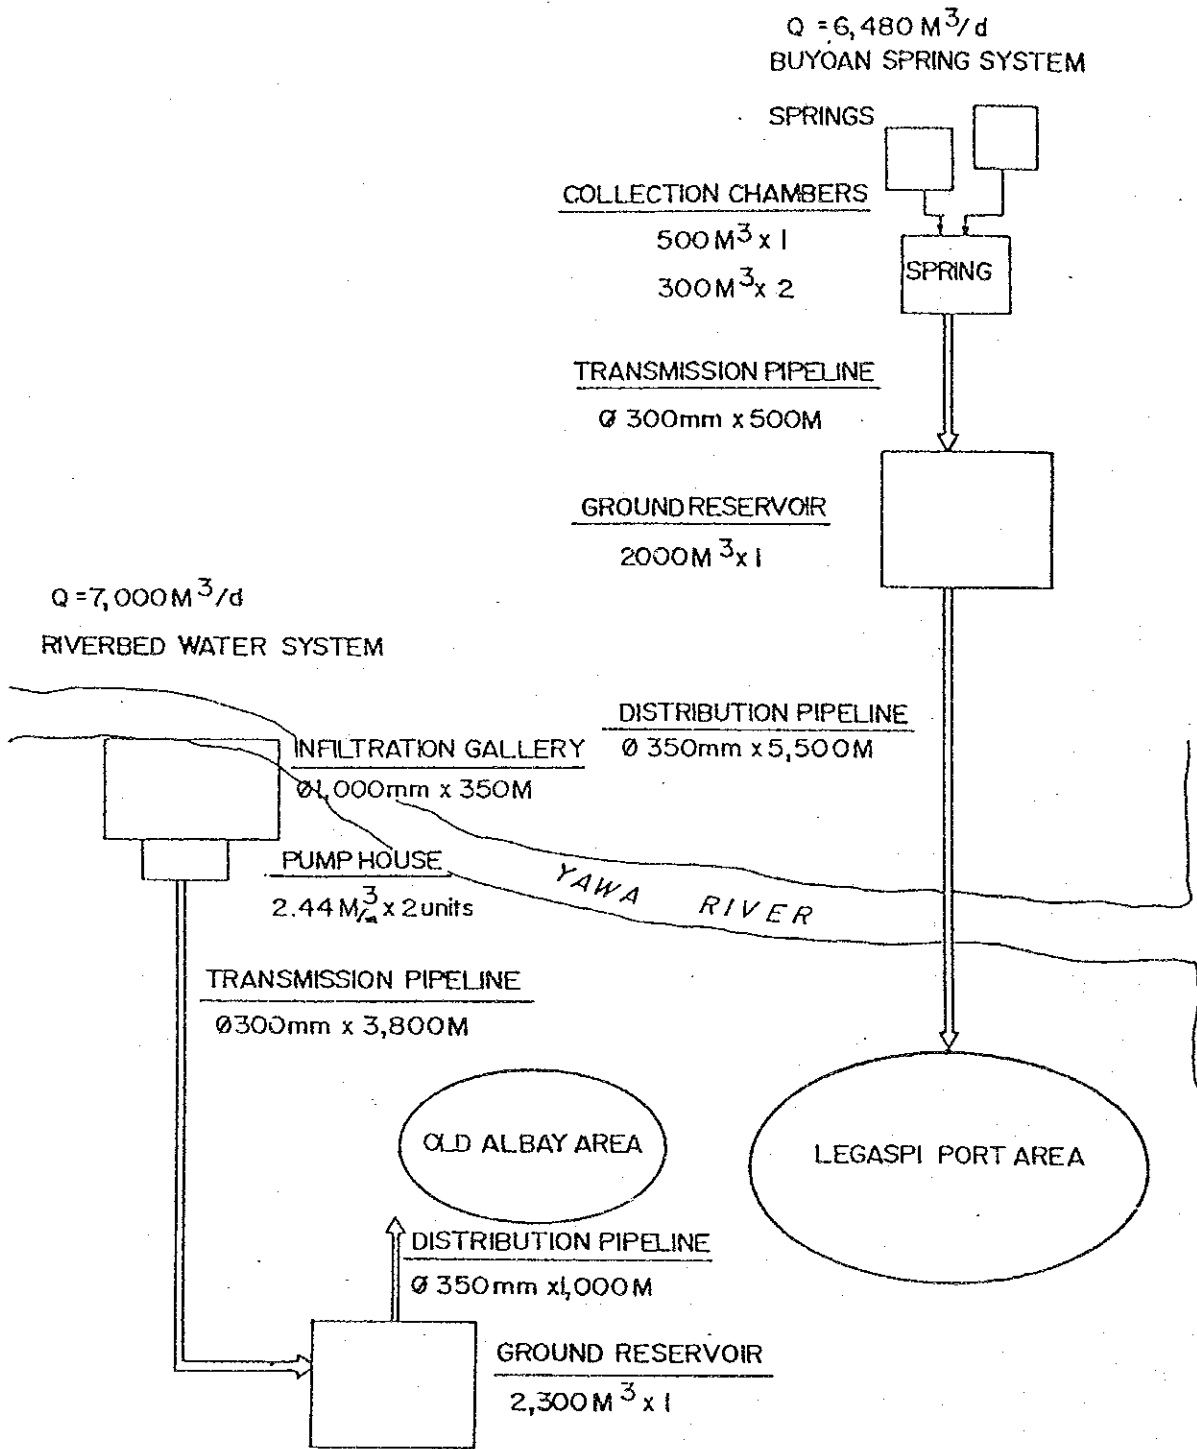 Q = 6,480 M³/d
BUYOAN SPRING SYSTEM
SPRINGS
COLLECTION CHAMBERS
500 M³ x 1
300 M³ x 2
SPRING
TRANSMISSION PIPELINE
Ø 300mm x 500M
GROUND RESERVOIR
2000 M³ x 1
Q = 7,000 M³/d
RIVERBED WATER SYSTEM
DISTRIBUTION PIPELINE
Ø 350mm x 5,500M
INFILTRATION GALLERY
Ø1,000mm x 350M
PUMP HOUSE
2.44 M³/ x 2 units
YAWA RIVER
TRANSMISSION PIPELINE
Ø300mm x 3,800M
OLD ALBAY AREA
LEGASPI PORT AREA
DISTRIBUTION PIPELINE
Ø 350mm x1,000M
GROUND RESERVOIR
2,300 M³ x 1